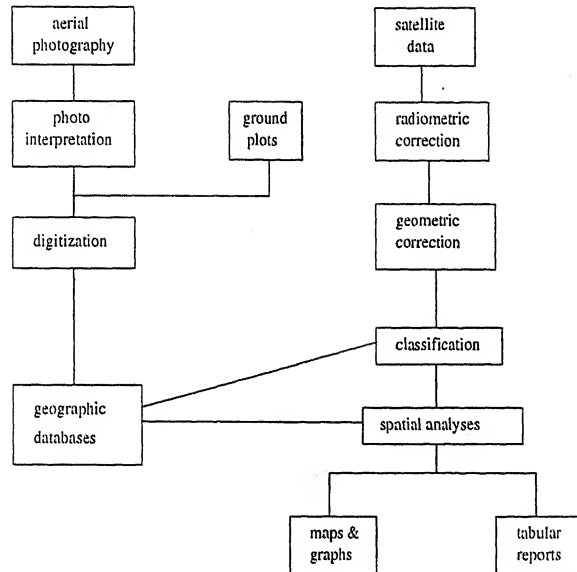 aerial
photography
satellite
data
photo
interpretation
ground
plots
radiometric
correction
digitization
geometric
correction
classification
geographic
databases
spatial analyses
maps &
graphs
tabular
reports